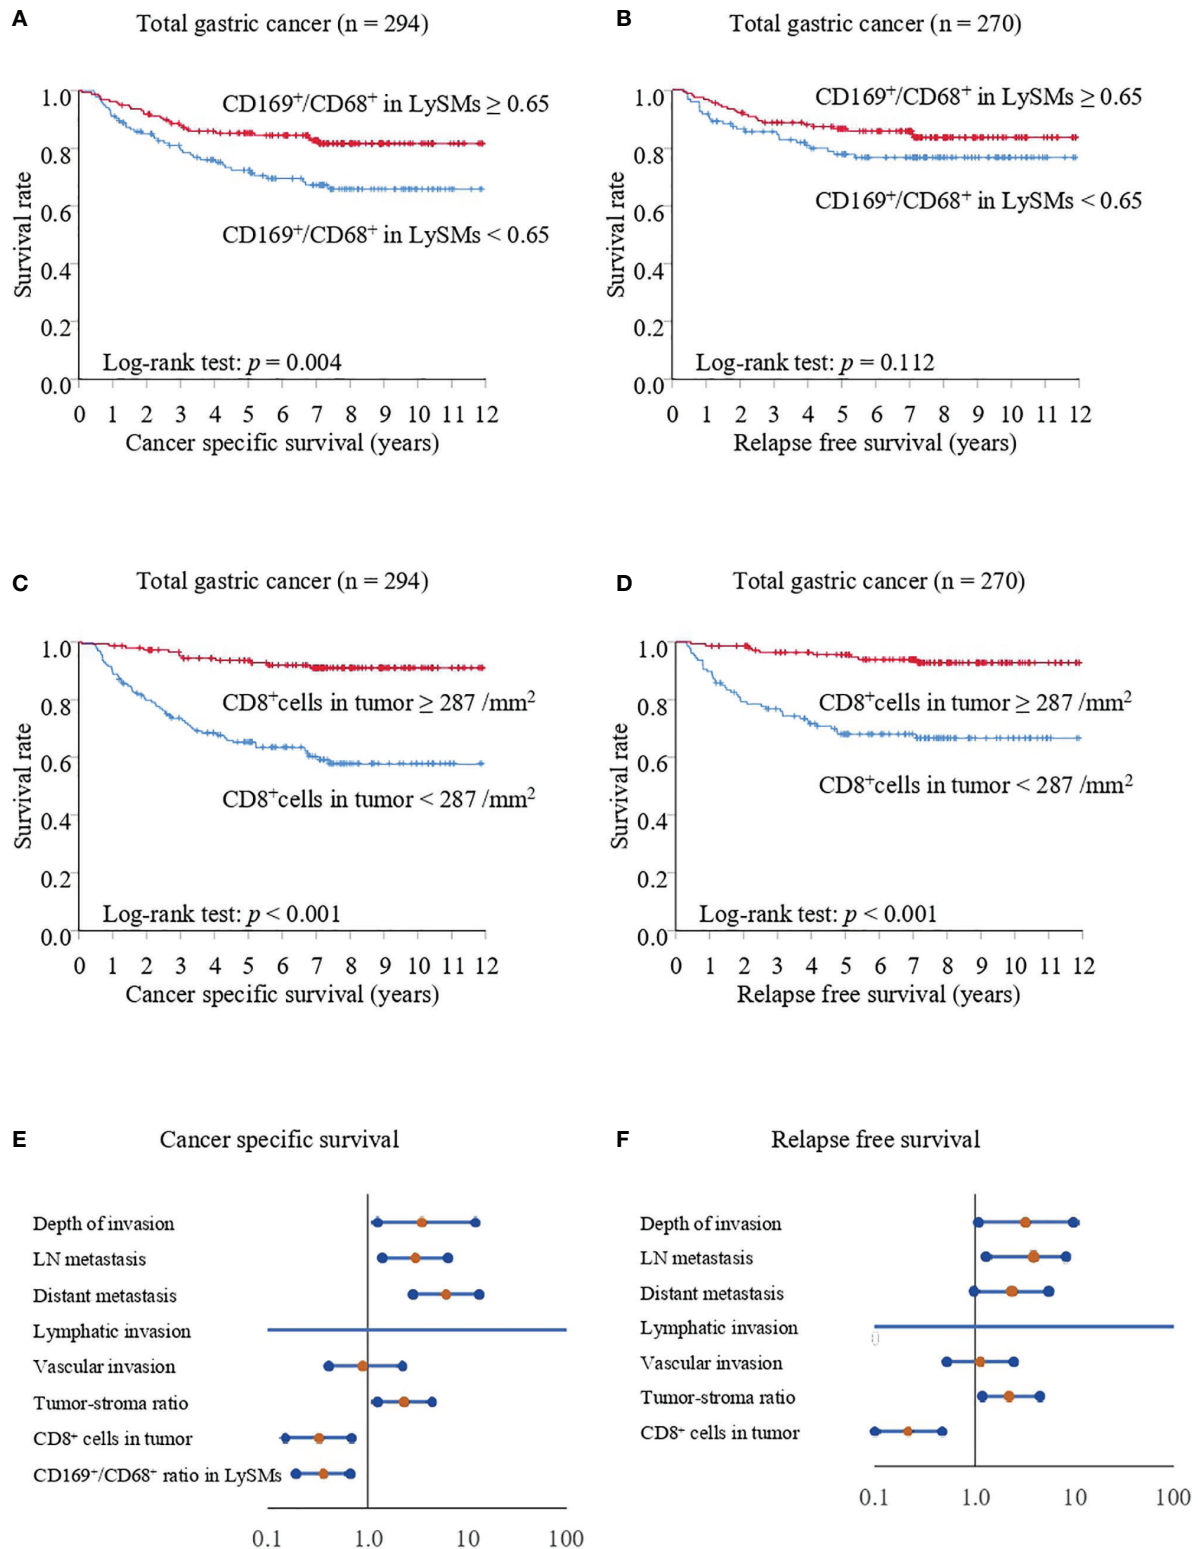 A
Total gastric cancer (n = 294)
1.0
0.8
0.6
0.4
0.2
0.0
Survival rate
CD169⁺/CD68⁺ in LySMs ≥ 0.65
CD169⁺/CD68⁺ in LySMs < 0.65
Log-rank test: p = 0.004
0 1 2 3 4 5 6 7 8 9 10 11 12
Cancer specific survival (years)
B
Total gastric cancer (n = 270)
1.0
0.8
0.6
0.4
0.2
0.0
Survival rate
CD169⁺/CD68⁺ in LySMs ≥ 0.65
CD169⁺/CD68⁺ in LySMs < 0.65
Log-rank test: p = 0.112
0 1 2 3 4 5 6 7 8 9 10 11 12
Relapse free survival (years)
C
Total gastric cancer (n = 294)
1.0
0.8
0.6
0.4
0.2
0.0
Survival rate
CD8⁺cells in tumor ≥ 287 /mm²
CD8⁺cells in tumor < 287 /mm²
Log-rank test: p < 0.001
0 1 2 3 4 5 6 7 8 9 10 11 12
Cancer specific survival (years)
D
Total gastric cancer (n = 270)
1.0
0.8
0.6
0.4
0.2
0.0
Survival rate
CD8⁺cells in tumor ≥ 287 /mm²
CD8⁺cells in tumor < 287 /mm²
Log-rank test: p < 0.001
0 1 2 3 4 5 6 7 8 9 10 11 12
Relapse free survival (years)
E
Cancer specific survival
Depth of invasion
LN metastasis
Distant metastasis
Lymphatic invasion
Vascular invasion
Tumor-stroma ratio
CD8⁺ cells in tumor
CD169⁺/CD68⁺ ratio in LySMs
0.1 1.0 10 100
F
Relapse free survival
Depth of invasion
LN metastasis
Distant metastasis
Lymphatic invasion
Vascular invasion
Tumor-stroma ratio
CD8⁺ cells in tumor
0.1 1.0 10 100